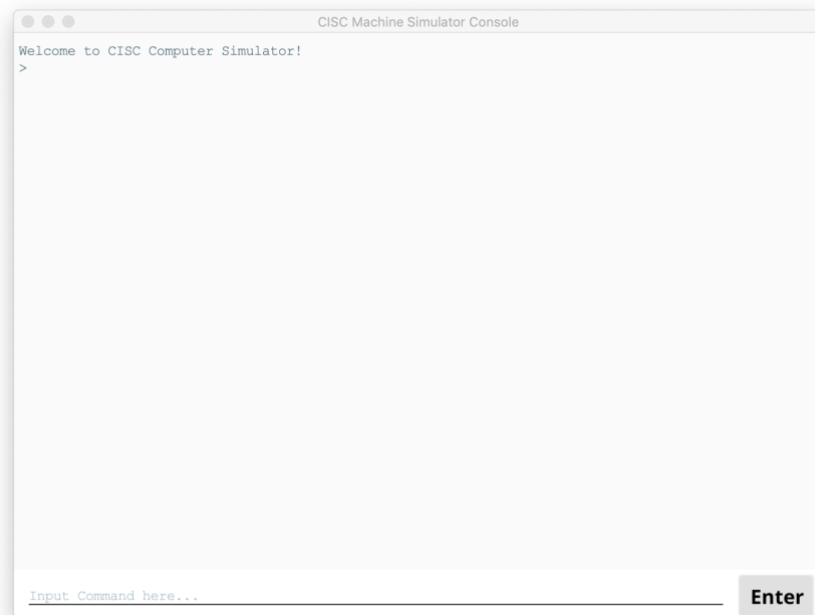 CISC Machine Simulator Console
Welcome to CISC Computer Simulator!
>
Input Command here...
Enter